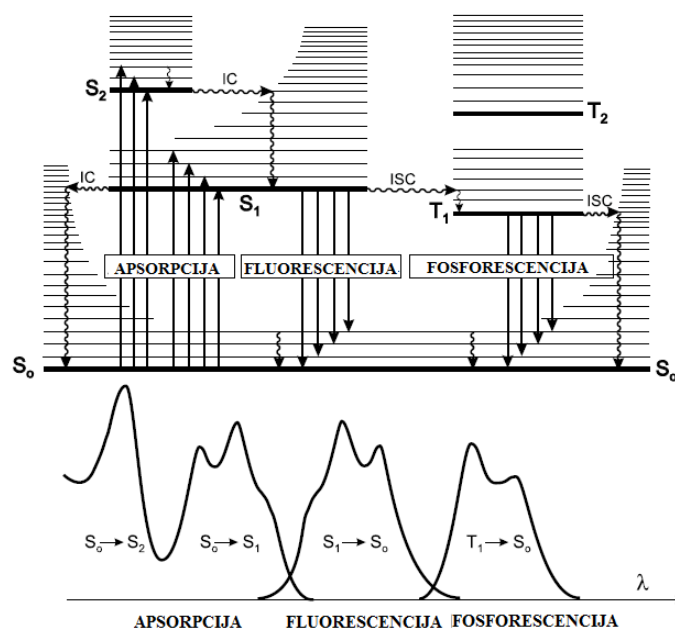 IC
S₂
T₂
IC
ISC
ISC
S₁
T₁
APSORPCIJA
FLUORESCENCIJA
FOSFORESCENCIJA
Sₒ
Sₒ
Sₒ→S₂
Sₒ→S₁
S₁→Sₒ
T₁→Sₒ
λ
APSORPCIJA
FLUORESCENCIJA
FOSFORESCENCIJA